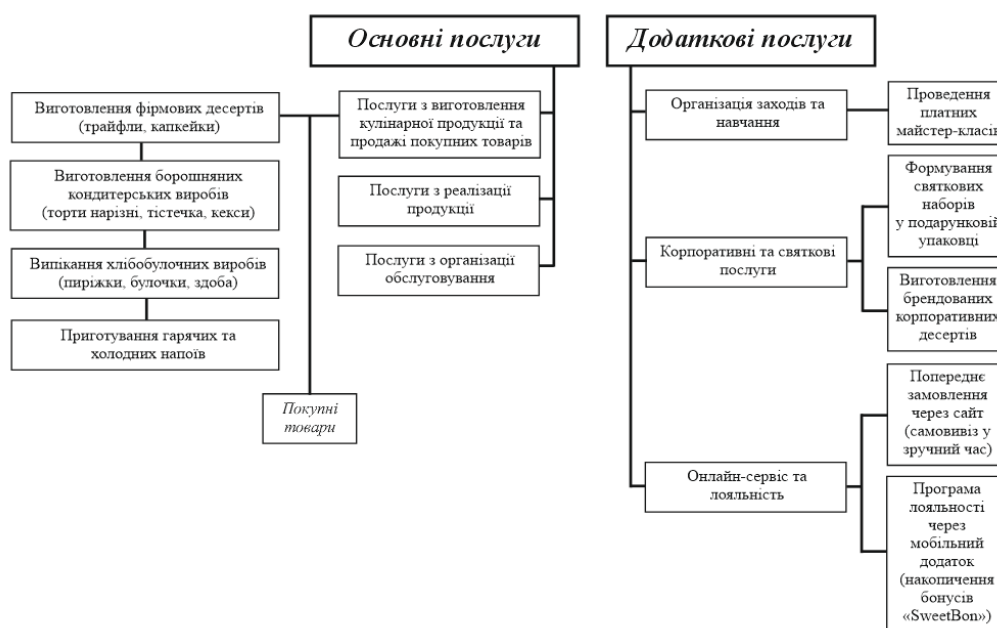 Основні послуги
Виготовлення фірмових десертів
(трайфли, капкейки)
Виготовлення борошняних
кондитерських виробів
(торти нарізні, тістечка, кекси)
Випікання хлібобулочних виробів
(пиріжки, булочки, здоба)
Приготування гарячих та
холодних напоїв
Послуги з виготовлення
кулінарної продукції та
продажі покупних товарів
Послуги з реалізації
продукції
Послуги з організації
обслуговування
Покупні
товари
Додаткові послуги
Організація заходів та
навчання
Проведення
платних
майстер-класів
Корпоративні та святкові
послуги
Формування
святкових
наборів
у подарунковій
упаковці
Виготовлення
брендованих
корпоративних
десертів
Онлайн-сервіс та
лояльність
Попереднє
замовлення
через сайт
(самовивіз у
зручний час)
Програма
лояльності
через
мобільний
додаток
(накопичення
бонусів
«SweetBon»)